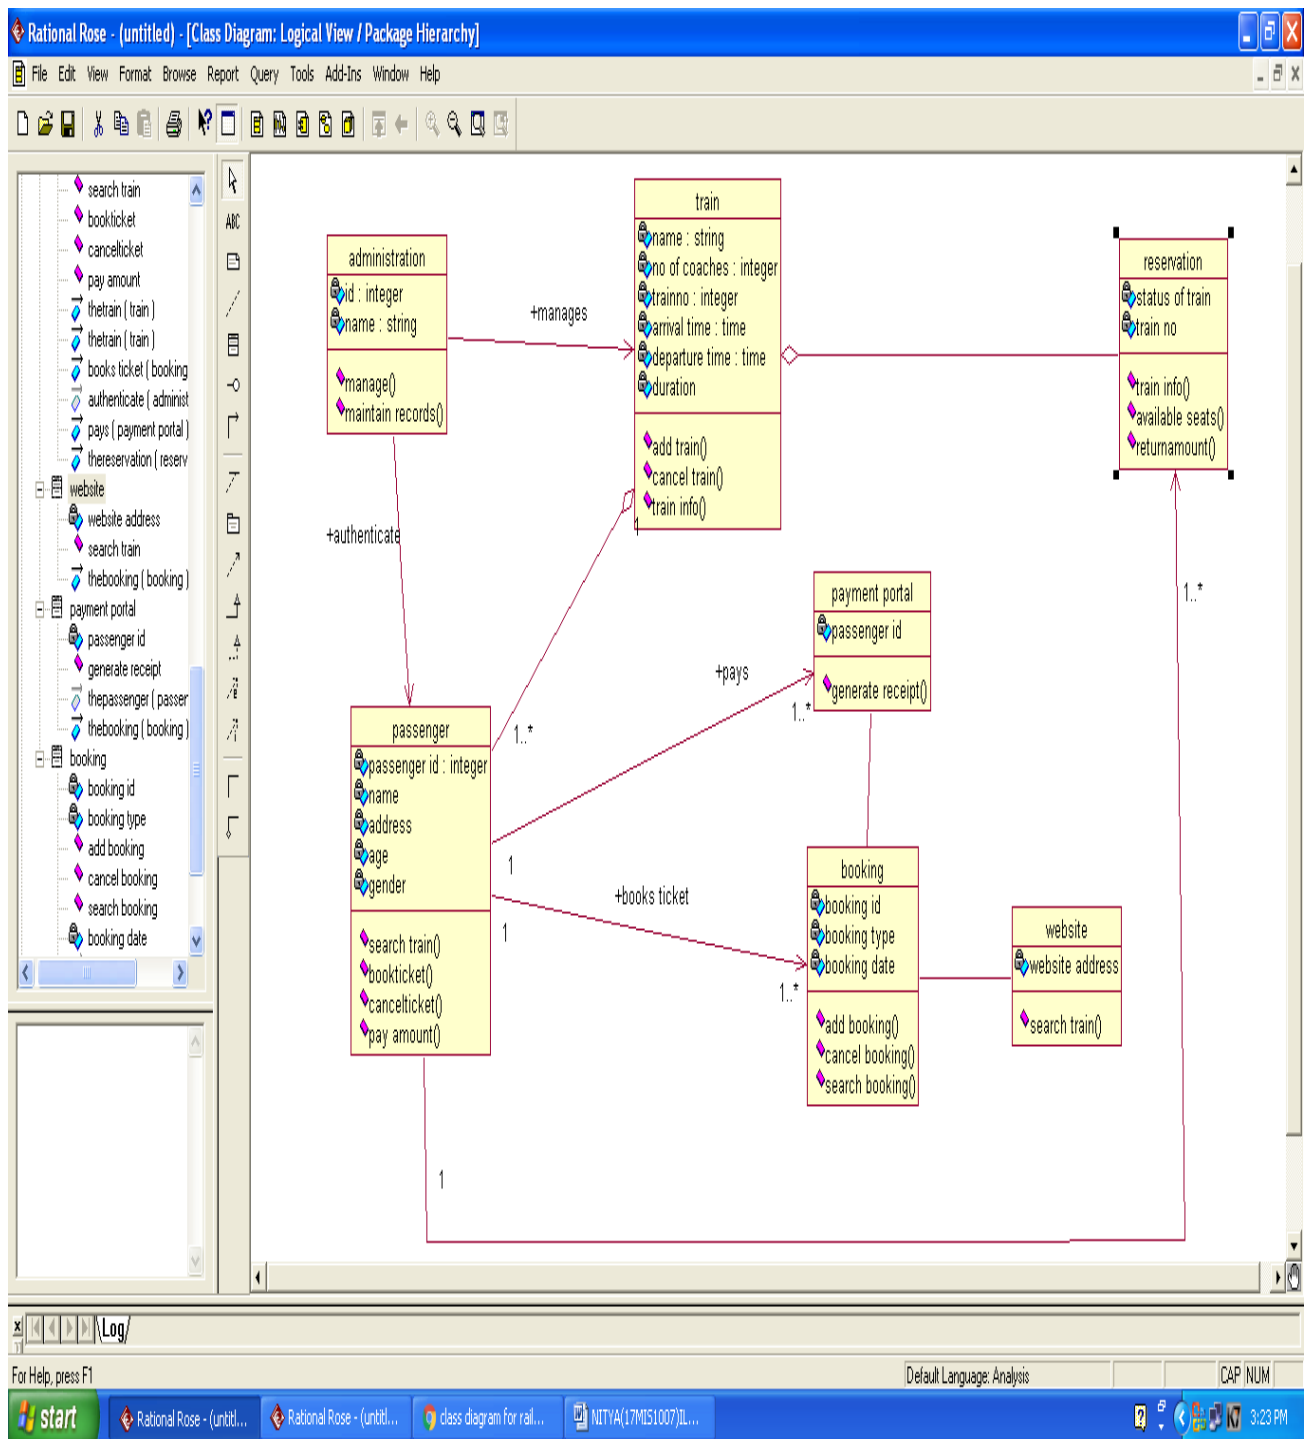 Rational Rose - (untitled) - [Class Diagram: Logical View / Package Hierarchy]
File Edit View Format Browse Report Query Tools Add-Ins Window Help
ABC
search train
bookticket
cancelticket
pay amount
thetrain ( train )
thetrain ( train )
books ticket ( booking
authenticate ( administ
pays ( payment portal )
thereservation ( reserv
website
website address
search train
thebooking ( booking )
payment portal
passenger id
generate receipt
thepassenger ( passer
thebooking ( booking )
booking
booking id
booking type
add booking
cancel booking
search booking
booking date
administration
id : integer
name : string
manage()
maintain records()
+manages
train
name : string
no of coaches : integer
trainno : integer
arrival time : time
departure time : time
duration
add train()
cancel train()
train info()
1
reservation
status of train
train no
train info()
available seats()
returnamount()
1..*
+authenticate
passenger
passenger id : integer
name
address
age
gender
search train()
bookticket()
cancelticket()
pay amount()
1..*
+pays
1..*
1
payment portal
passenger id
generate receipt()
+books ticket
1
1..*
booking
booking id
booking type
booking date
add booking()
cancel booking()
search booking()
website
website address
search train()
1
Log
For Help, press F1
Default Language: Analysis
CAP NUM
start
Rational Rose - (untitl...
Rational Rose - (untitl...
class diagram for rail...
NITYA(17MIS1007)IL...
3:23 PM